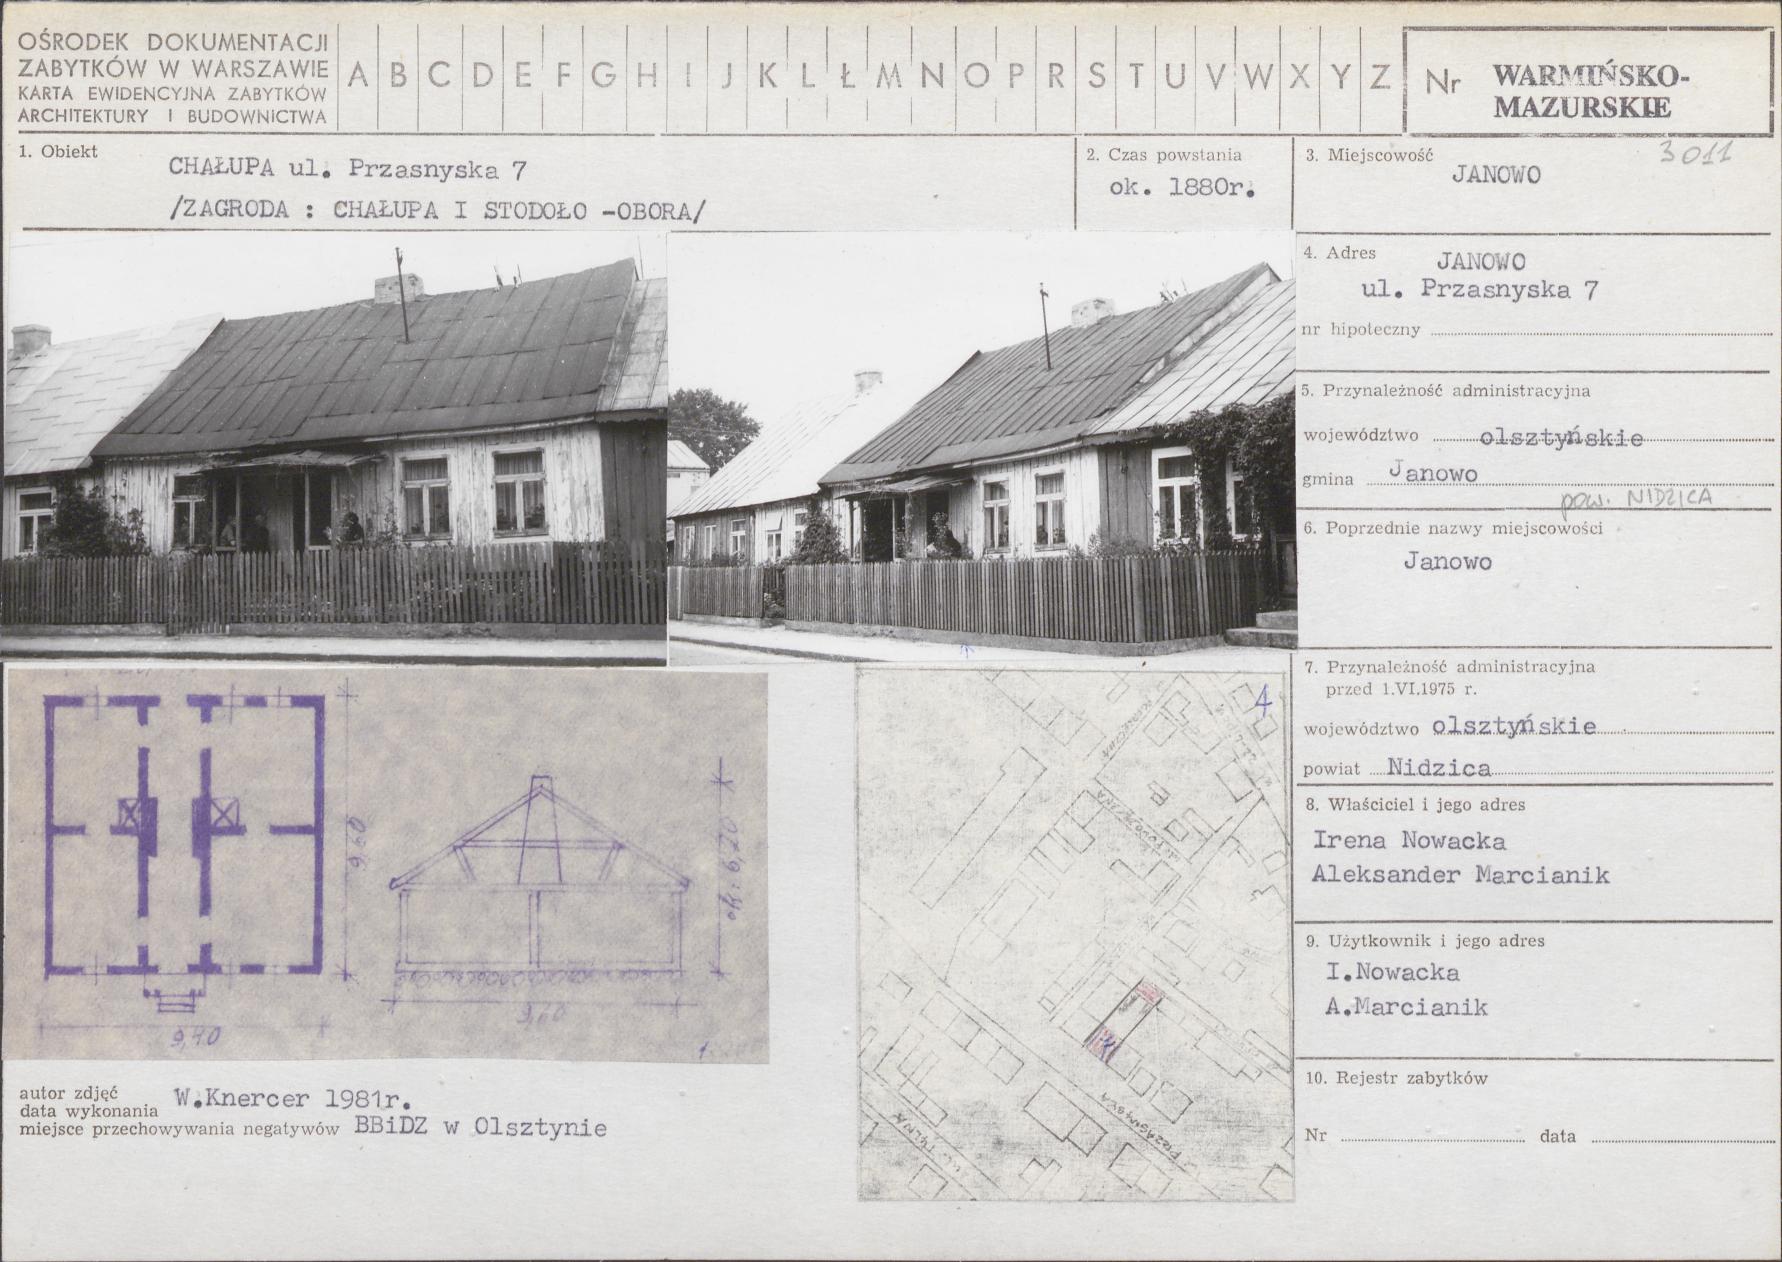 OŚRODEK DOKUMENTACJI
ZABYTKÓW W WARSZAWIE
KARTA EWIDENCYJNA ZABYTKÓW
ARCHITEKTURY I BUDOWNICTWA
A B C D E F G H I J K L Ł M N O P R S T U V W X Y Z
Nr WARMIŃSKO-
MAZURSKIE
1. Obiekt
CHAŁUPA ul. Przasnyska 7
/ZAGRODA : CHAŁUPA I STODOŁO -OBORA/
2. Czas powstania
ok. 1880r.
3. Miejscowość
3011
JANOWO
4. Adres
JANOWO
ul. Przasnyska 7
nr hipoteczny
5. Przynależność administracyjna
województwo olsztyńskie
gmina Janowo
pow. NIDZICA
6. Poprzednie nazwy miejscowości
Janowo
7. Przynależność administracyjna
przed 1.VI.1975 r.
województwo olsztyńskie
powiat Nidzica
8. Właściciel i jego adres
Irena Nowacka
Aleksander Marcianik
9. Użytkownik i jego adres
I.Nowacka
A.Marcianik
10. Rejestr zabytków
Nr data
9,60
9,40
ok. 6,20
9,60
4
UL. PRZASNYSKA
autor zdjęć W.Knercer 1981r.
data wykonania
miejsce przechowywania negatywów BBiDZ w Olsztynie